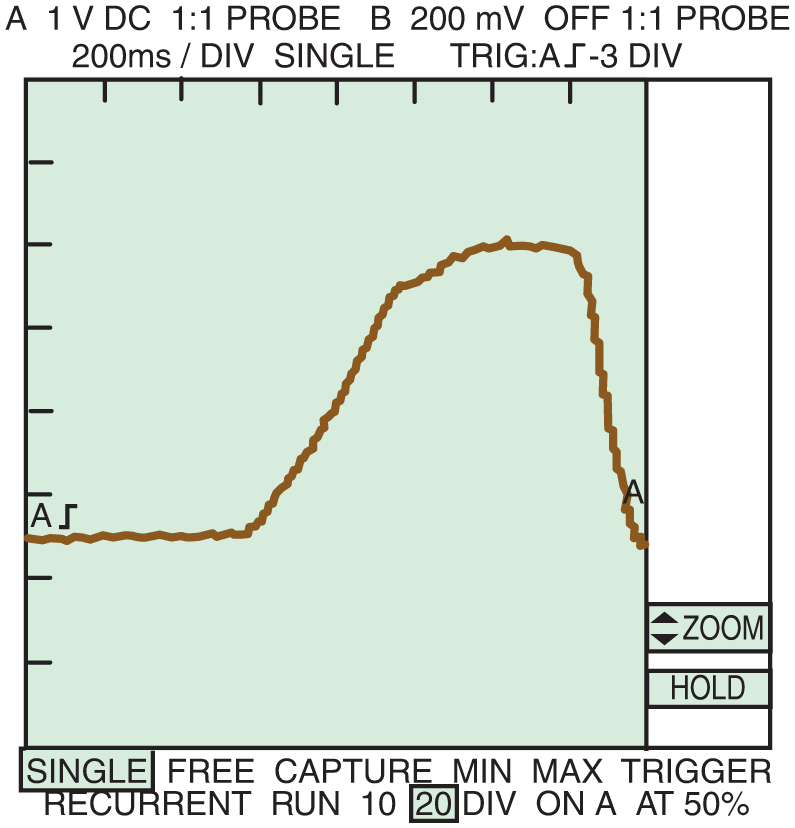 A 1 V DC 1:1 PROBE B 200 mV OFF 1:1 PROBE
200ms / DIV SINGLE TRIG:A -3 DIV
A
A
ZOOM
HOLD
SINGLE FREE CAPTURE MIN MAX TRIGGER
RECURRENT RUN 10 20 DIV ON A AT 50%